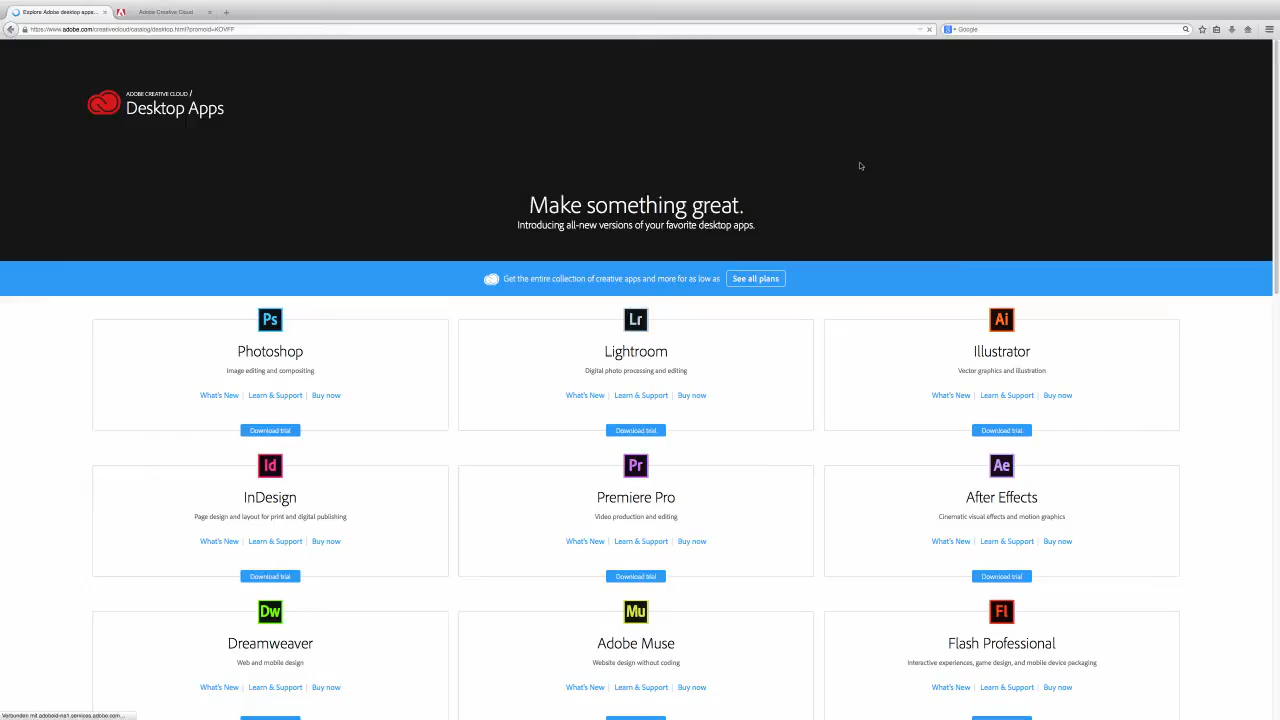 Explore Adobe desktop apps...
Adobe Creative Cloud
https://www.adobe.com/creativecloud/catalog/desktop.html?promoid=KOVFF
Google
ADOBE CREATIVE CLOUD /
Desktop Apps
Make something great.
Introducing all-new versions of your favorite desktop apps.
Get the entire collection of creative apps and more for as low as See all plans
Ps Lr Ai
Photoshop Lightroom Illustrator
Image editing and compositing Digital photo processing and editing Vector graphics and illustration
What's New | Learn & Support | Buy now What's New | Learn & Support | Buy now What's New | Learn & Support | Buy now
Download trial Download trial Download trial
Id Pr Ae
InDesign Premiere Pro After Effects
Page design and layout for print and digital publishing Video production and editing Cinematic visual effects and motion graphics
What's New | Learn & Support | Buy now What's New | Learn & Support | Buy now What's New | Learn & Support | Buy now
Download trial Download trial Download trial
Dw Mu Fl
Dreamweaver Adobe Muse Flash Professional
Web and mobile design Website design without coding Interactive experiences, game design, and mobile device packaging
What's New | Learn & Support | Buy now What's New | Learn & Support | Buy now What's New | Learn & Support | Buy now
Verbunden mit adobeid-na1.services.adobe.com...